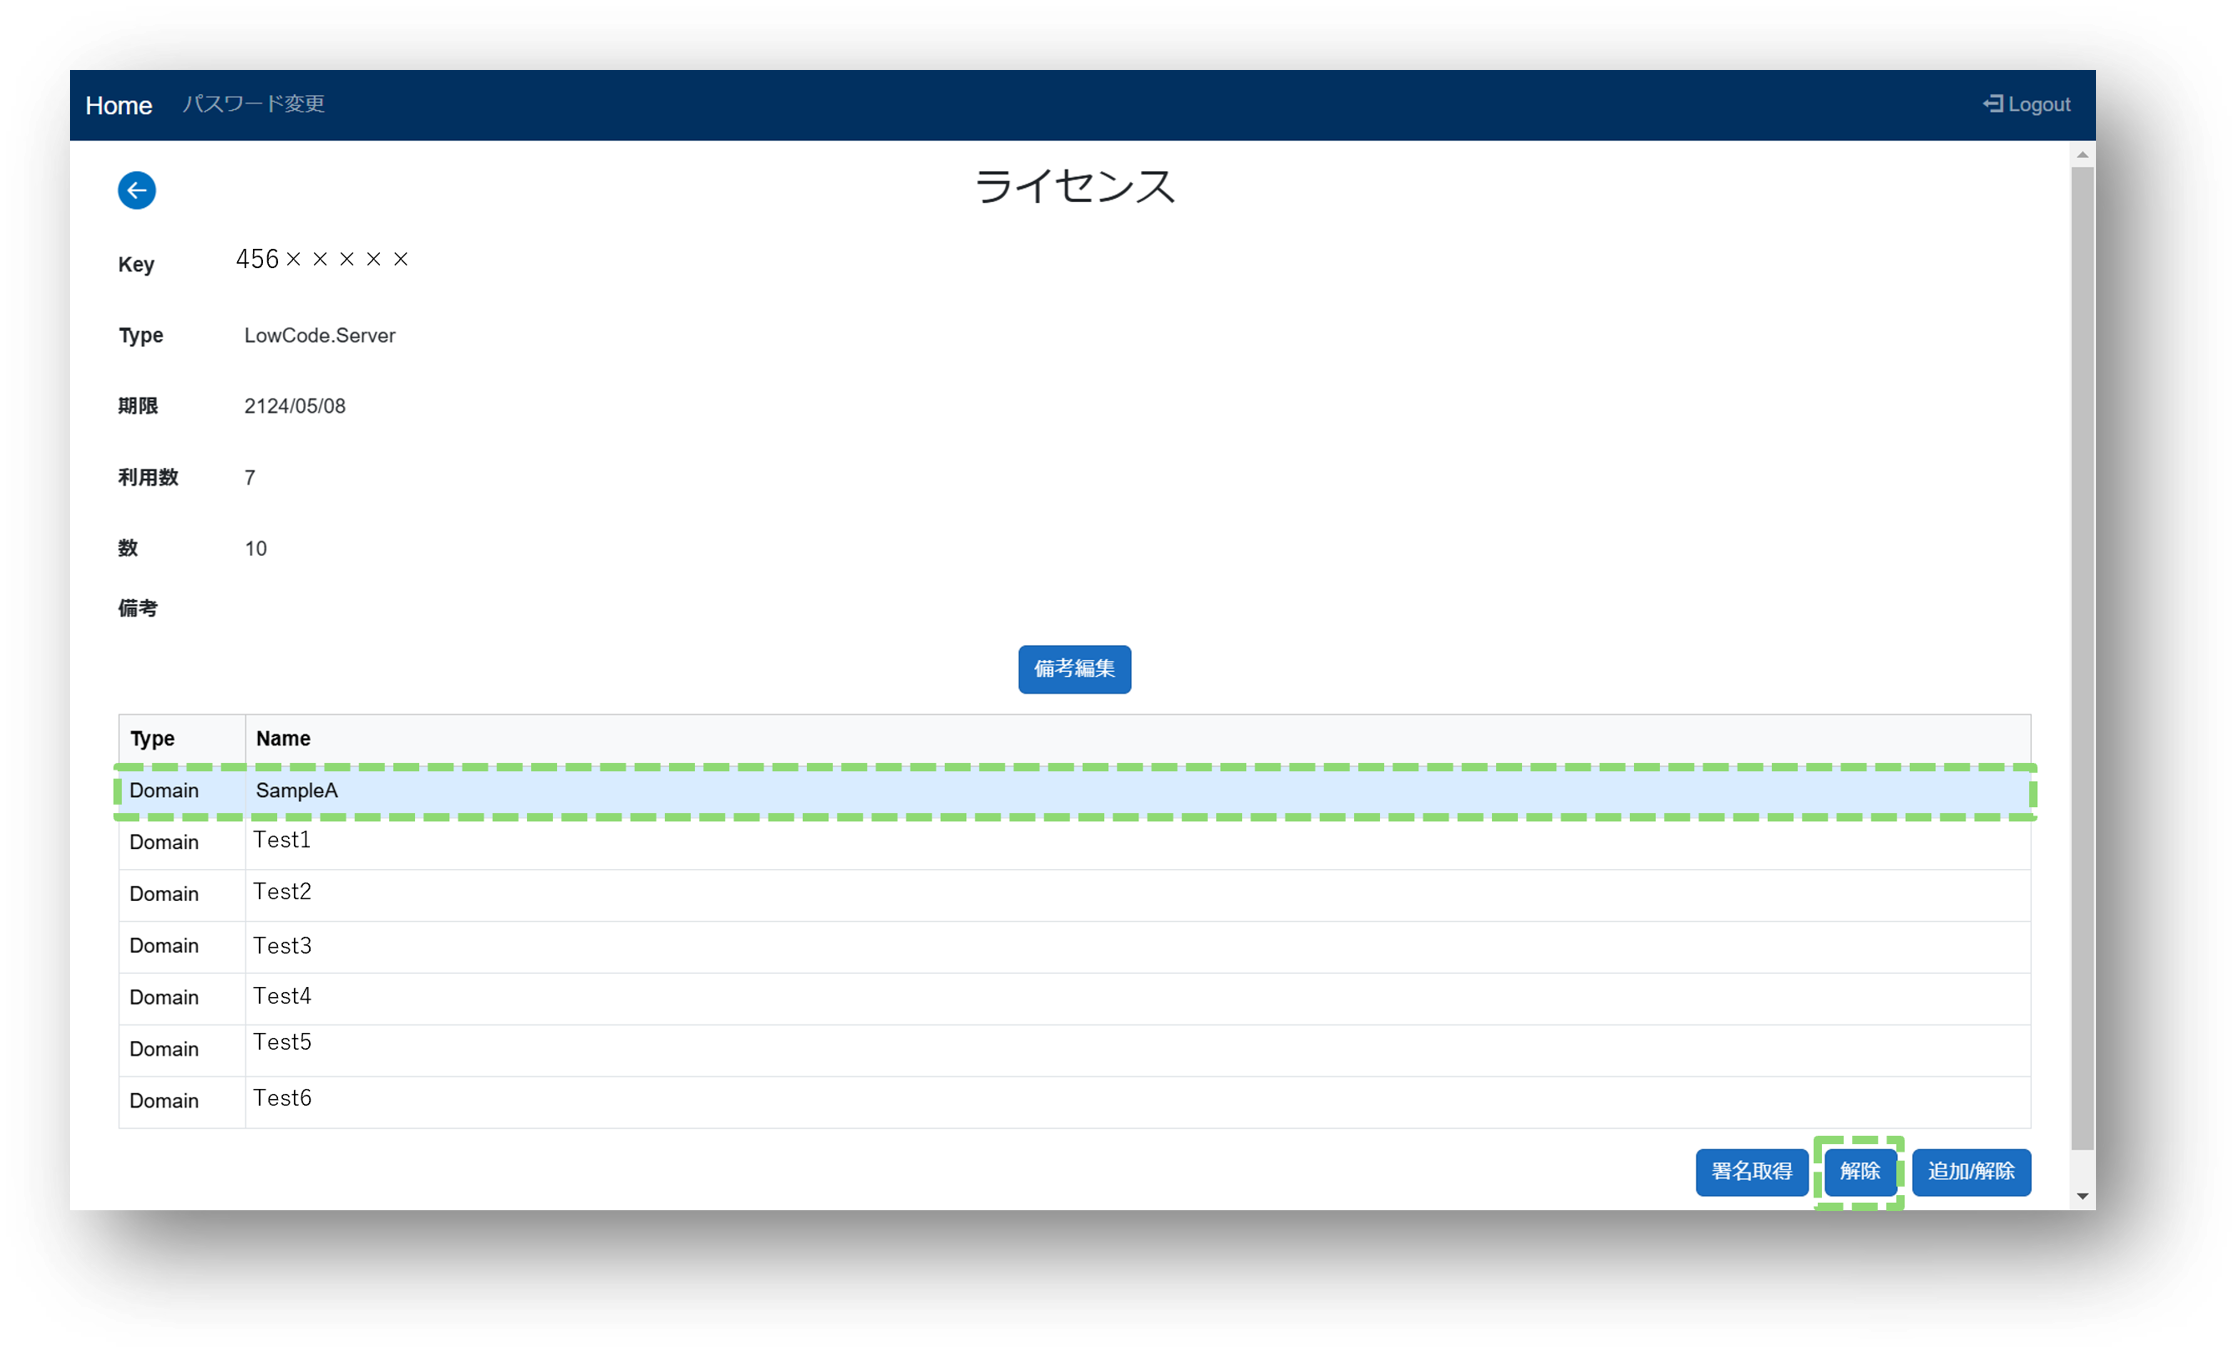 Home パスワード変更 Logout
ライセンス
Key 456×××××
Type LowCode.Server
期限 2124/05/08
利用数 7
数 10
備考
備考編集
Type Name
Domain SampleA
Domain Test1
Domain Test2
Domain Test3
Domain Test4
Domain Test5
Domain Test6
署名取得 解除 追加/解除